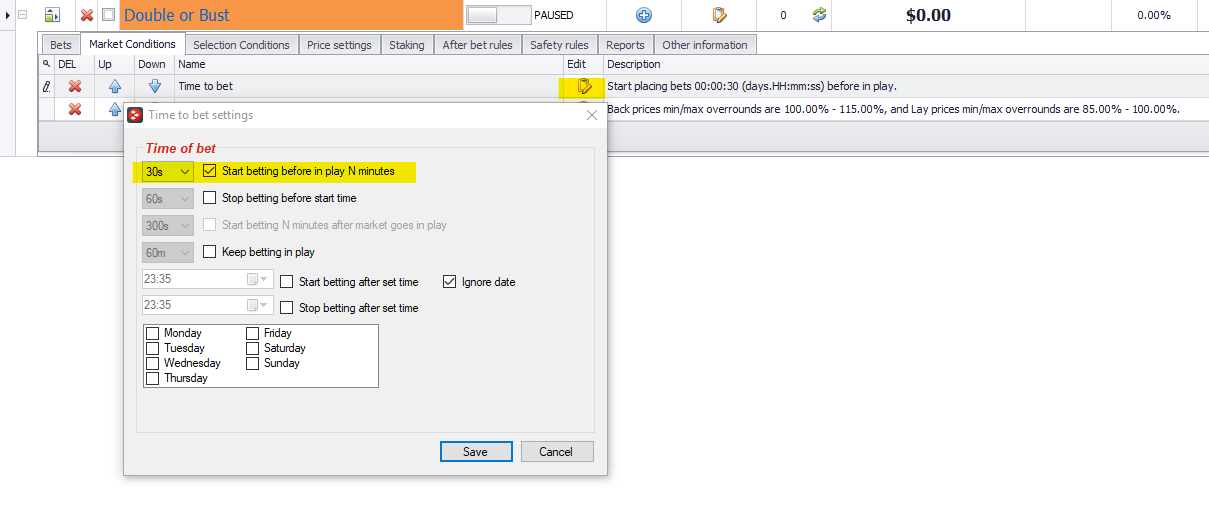 Double or Bust PAUSED 0 $0.00 0.00%
Bets Market Conditions Selection Conditions Price settings Staking After bet rules Safety rules Reports Other information
DEL Up Down Name Edit Description
Time to bet Start placing bets 00:00:30 (days.HH:mm:ss) before in play.
Back prices min/max overrounds are 100.00% - 115.00%, and Lay prices min/max overrounds are 85.00% - 100.00%.
Time to bet settings
Time of bet
30s Start betting before in play N minutes
60s Stop betting before start time
300s Start betting N minutes after market goes in play
60m Keep betting in play
23:35 Start betting after set time Ignore date
23:35 Stop betting after set time
Monday Friday
Tuesday Saturday
Wednesday Sunday
Thursday
Save Cancel